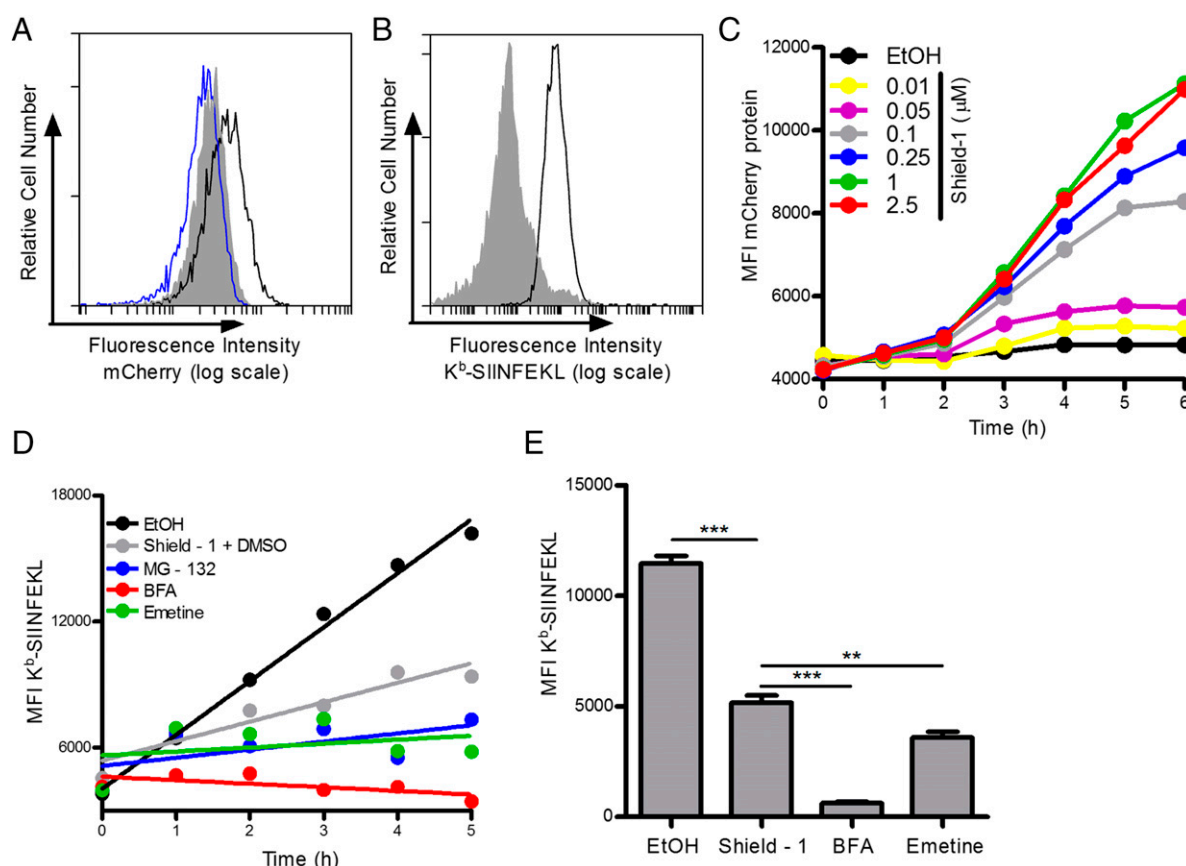 A
Relative Cell Number
Fluorescence Intensity
mCherry (log scale)
B
Relative Cell Number
Fluorescence Intensity
Kᵇ-SIINFEKL (log scale)
C
MFI mCherry protein
12000
10000
8000
6000
4000
0 1 2 3 4 5 6
Time (h)
EtOH
0.01
0.05
0.1
0.25
1
2.5
Shield-1 (μM)
D
MFI Kᵇ-SIINFEKL
18000
12000
6000
0 1 2 3 4 5
Time (h)
EtOH
Shield - 1 + DMSO
MG - 132
BFA
Emetine
E
MFI Kᵇ-SIINFEKL
15000
10000
5000
0
***
**
***
EtOH Shield - 1 BFA Emetine